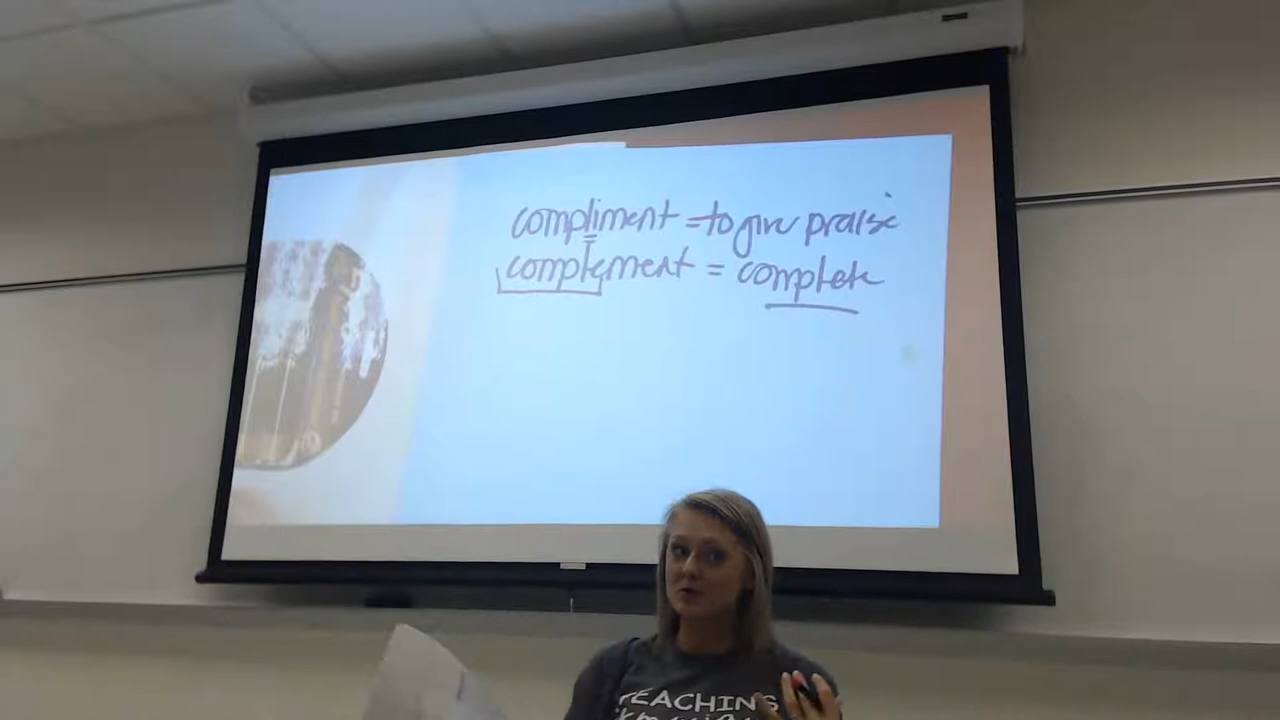 compliment = to give praise
complement = complete
TEACHING